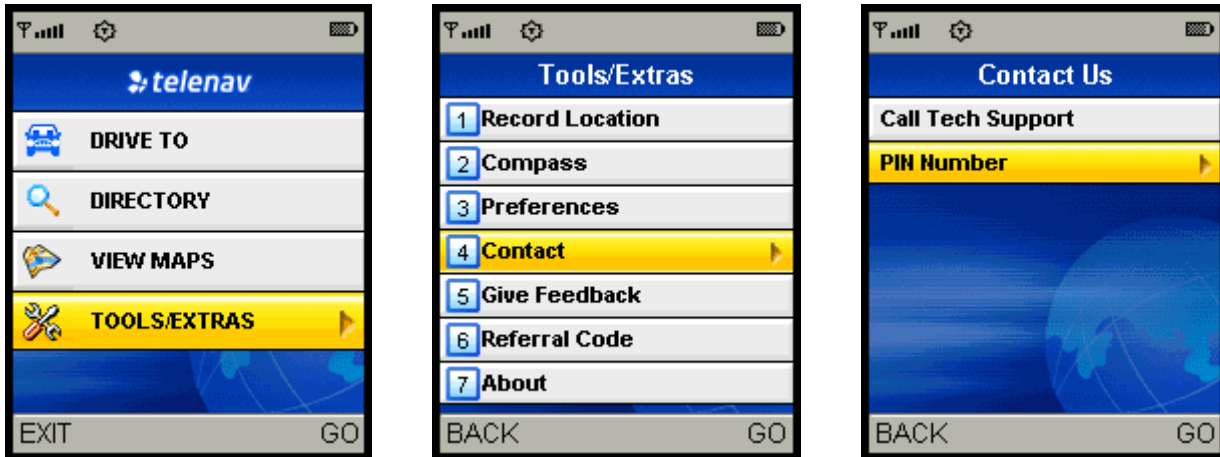 telenav
DRIVE TO
DIRECTORY
VIEW MAPS
TOOLS/EXTRAS
EXIT GO
Tools/Extras
1 Record Location
2 Compass
3 Preferences
4 Contact
5 Give Feedback
6 Referral Code
7 About
BACK GO
Contact Us
Call Tech Support
PIN Number
BACK GO